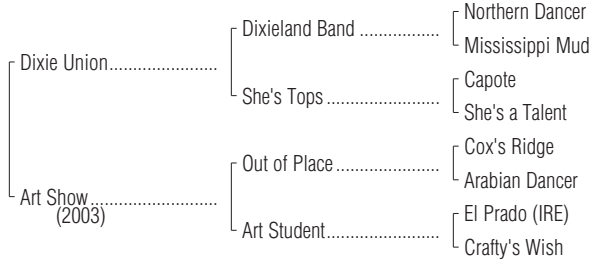 Northern Dancer
Dixieland Band ..................
Mississippi Mud
Dixie Union........................
Capote
She's Tops .........................
She's a Talent
Cox's Ridge
Out of Place.......................
Arabian Dancer
Art Show............................
(2003)
El Prado (IRE)
Art Student.........................
Crafty's Wish